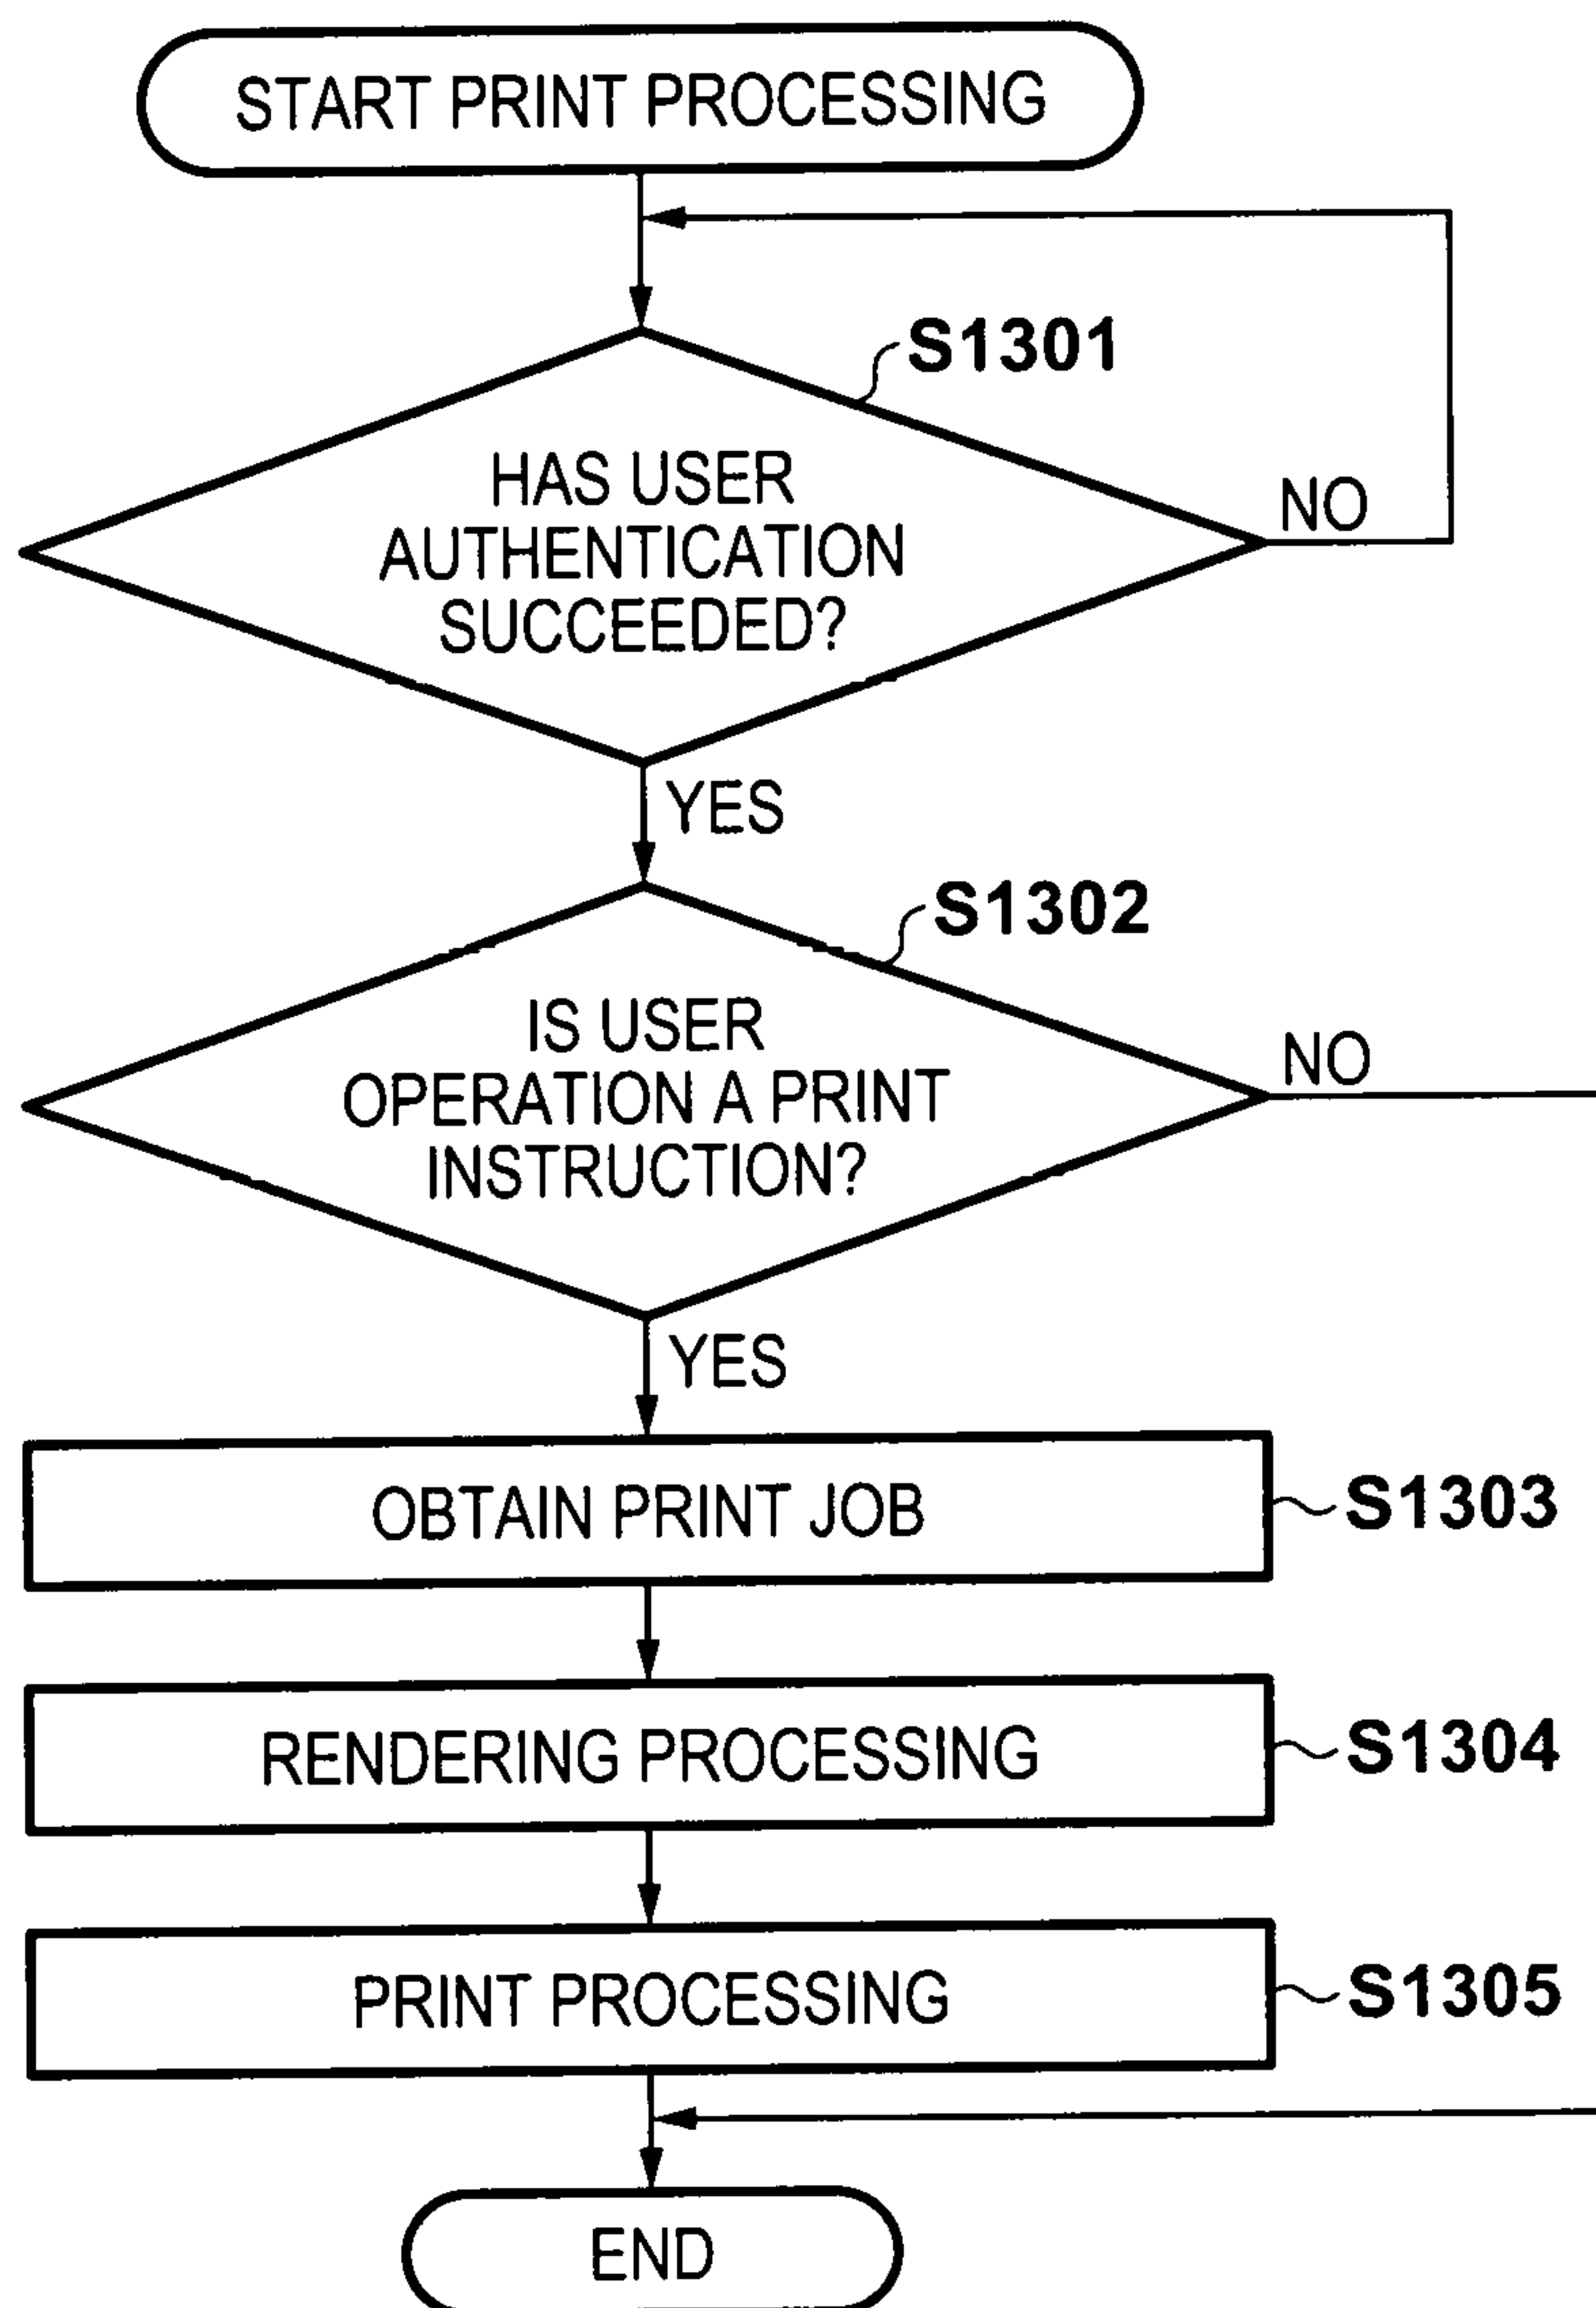 START PRINT PROCESSING
S1301
HAS USER
AUTHENTICATION
SUCCEEDED?
NO
YES
S1302
IS USER
OPERATION A PRINT
INSTRUCTION?
NO
YES
OBTAIN PRINT JOB
S1303
RENDERING PROCESSING
S1304
PRINT PROCESSING
S1305
END